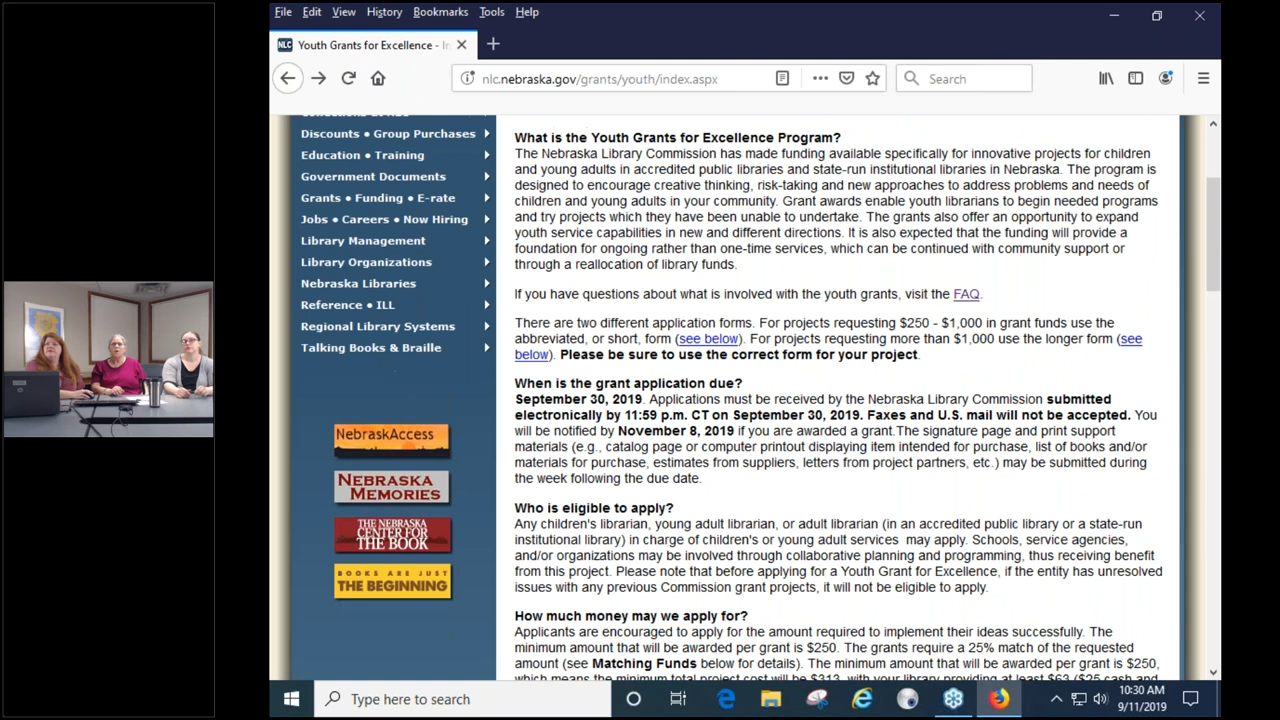 File Edit View History Bookmarks Tools Help
NLC Youth Grants for Excellence - In
nlc.nebraska.gov/grants/youth/index.aspx
Search
Discounts • Group Purchases
Education • Training
Government Documents
Grants • Funding • E-rate
Jobs • Careers • Now Hiring
Library Management
Library Organizations
Nebraska Libraries
Reference • ILL
Regional Library Systems
Talking Books & Braille
NebraskAccess
NEBRASKA
MEMORIES
THE NEBRASKA
CENTER FOR
THE BOOK
BOOKS ARE JUST
THE BEGINNING
What is the Youth Grants for Excellence Program?
The Nebraska Library Commission has made funding available specifically for innovative projects for children
and young adults in accredited public libraries and state-run institutional libraries in Nebraska. The program is
designed to encourage creative thinking, risk-taking and new approaches to address problems and needs of
children and young adults in your community. Grant awards enable youth librarians to begin needed programs
and try projects which they have been unable to undertake. The grants also offer an opportunity to expand
youth service capabilities in new and different directions. It is also expected that the funding will provide a
foundation for ongoing rather than one-time services, which can be continued with community support or
through a reallocation of library funds.
If you have questions about what is involved with the youth grants, visit the FAQ.
There are two different application forms. For projects requesting $250 - $1,000 in grant funds use the
abbreviated, or short, form (see below). For projects requesting more than $1,000 use the longer form (see
below). Please be sure to use the correct form for your project.
When is the grant application due?
September 30, 2019. Applications must be received by the Nebraska Library Commission submitted
electronically by 11:59 p.m. CT on September 30, 2019. Faxes and U.S. mail will not be accepted. You
will be notified by November 8, 2019 if you are awarded a grant.The signature page and print support
materials (e.g., catalog page or computer printout displaying item intended for purchase, list of books and/or
materials for purchase, estimates from suppliers, letters from project partners, etc.) may be submitted during
the week following the due date.
Who is eligible to apply?
Any children's librarian, young adult librarian, or adult librarian (in an accredited public library or a state-run
institutional library) in charge of children's or young adult services may apply. Schools, service agencies,
and/or organizations may be involved through collaborative planning and programming, thus receiving benefit
from this project. Please note that before applying for a Youth Grant for Excellence, if the entity has unresolved
issues with any previous Commission grant projects, it will not be eligible to apply.
How much money may we apply for?
Applicants are encouraged to apply for the amount required to implement their ideas successfully. The
minimum amount that will be awarded per grant is $250. The grants require a 25% match of the requested
amount (see Matching Funds below for details). The minimum amount that will be awarded per grant is $250,
which means the minimum total project cost will be $313, with your library providing at least $63 ($25 cash and
Type here to search
10:30 AM
9/11/2019